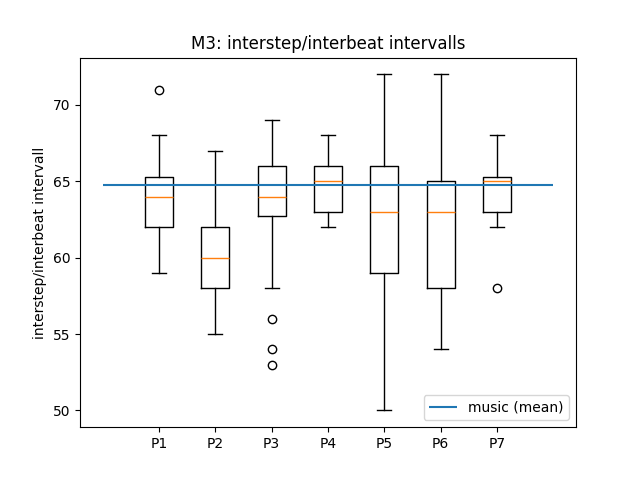 M3: interstep/interbeat intervalls
interstep/interbeat intervall
70
65
60
55
50
P1 P2 P3 P4 P5 P6 P7
music (mean)